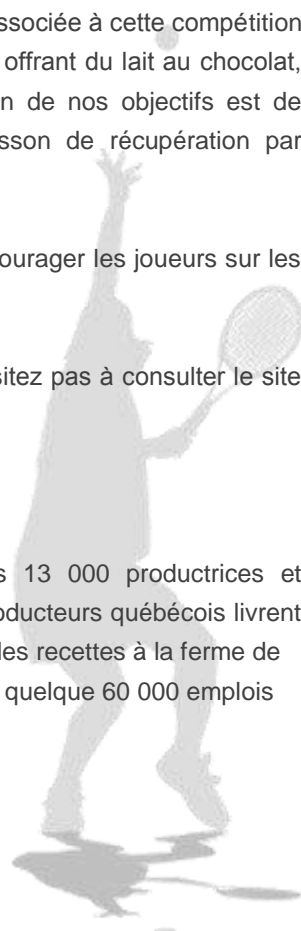 ssociée à cette compétition
offrant du lait au chocolat,
n de nos objectifs est de
sson de récupération par
ourager les joueurs sur les
sitez pas à consulter le site
s 13 000 productrices et
oducteurs québécois livrent
les recettes à la ferme de
quelque 60 000 emplois